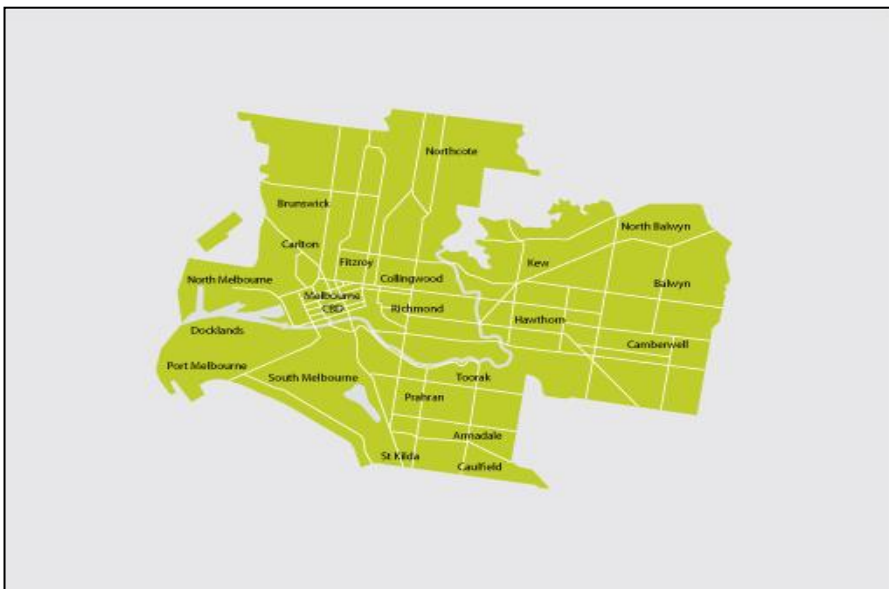 Northcote
Brunswick
North Balwyn
Carlton
Fitzroy
Kew
Collingwood
North Melbourne
Balwyn
Melbourne
CBD
Richmond
Hawthorn
Docklands
Camberwell
Port Melbourne
South Melbourne
Toorak
Prahran
Armadale
St Kilda
Caulfield